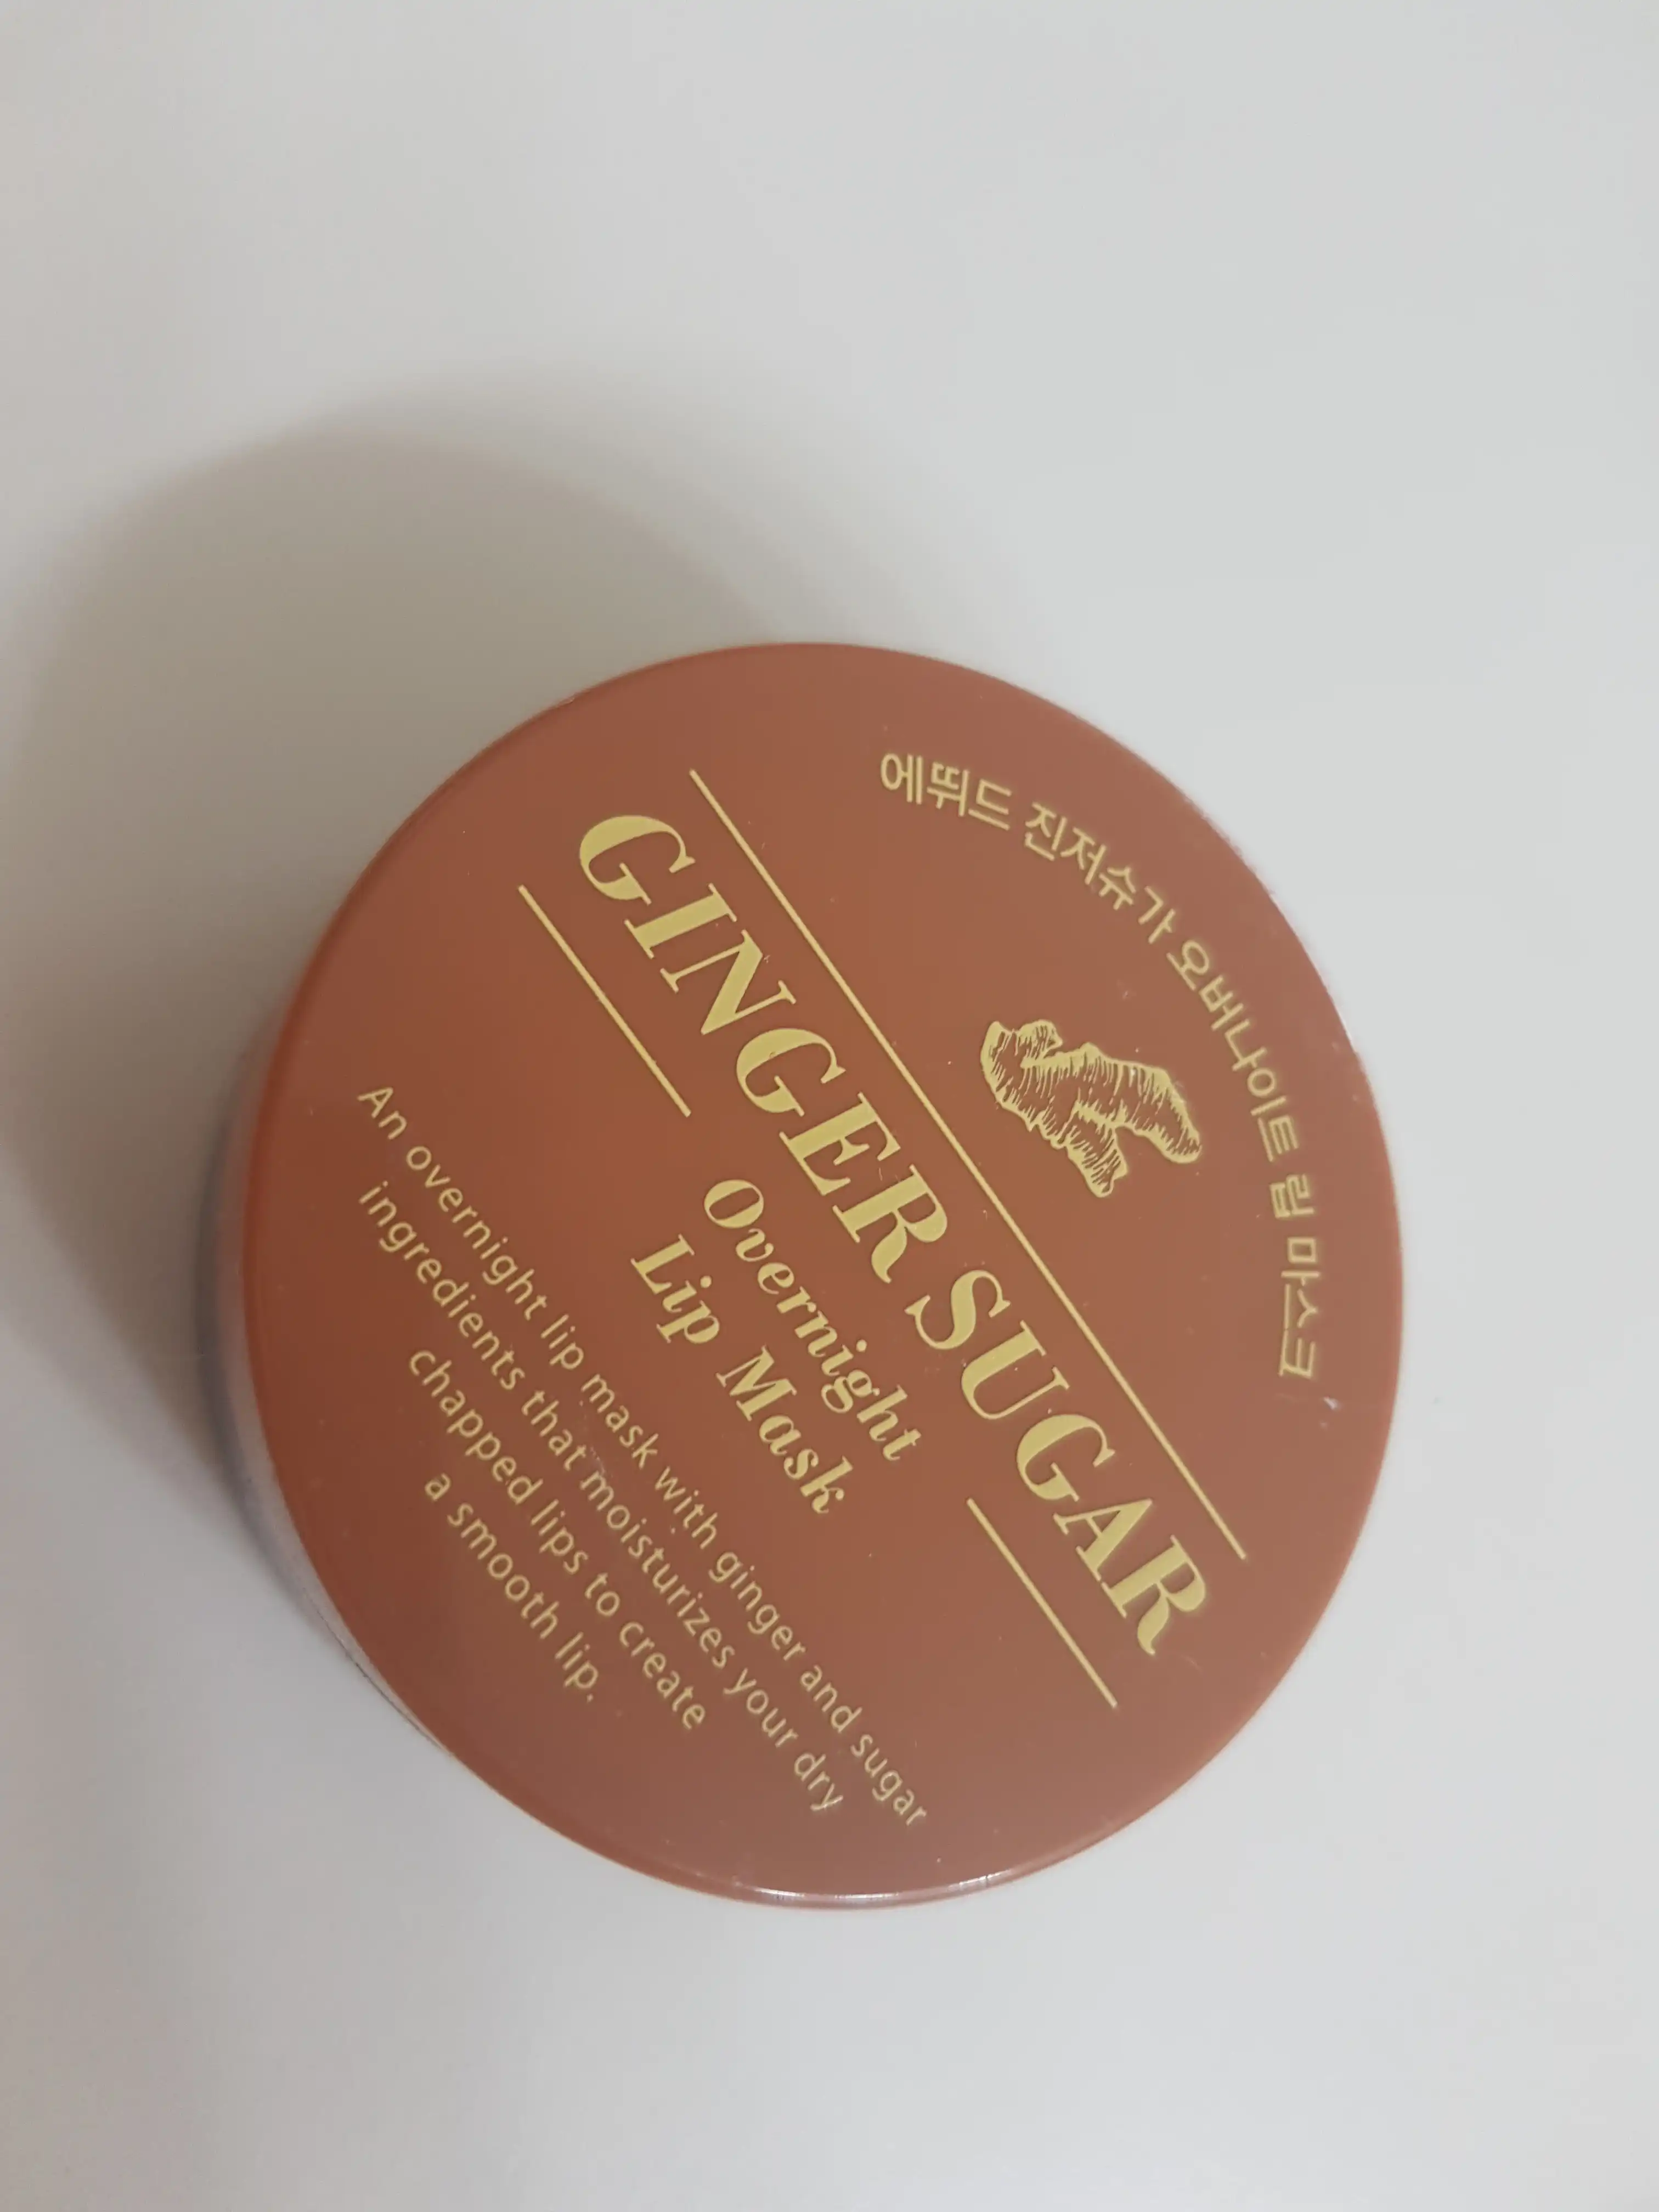 에뛰드 진저슈가 오버나이트 립 마스크
GINGER SUGAR
Overnight
Lip Mask
An overnight lip mask with ginger and sugar
ingredients that moisturizes your dry
chapped lips to create
a smooth lip.